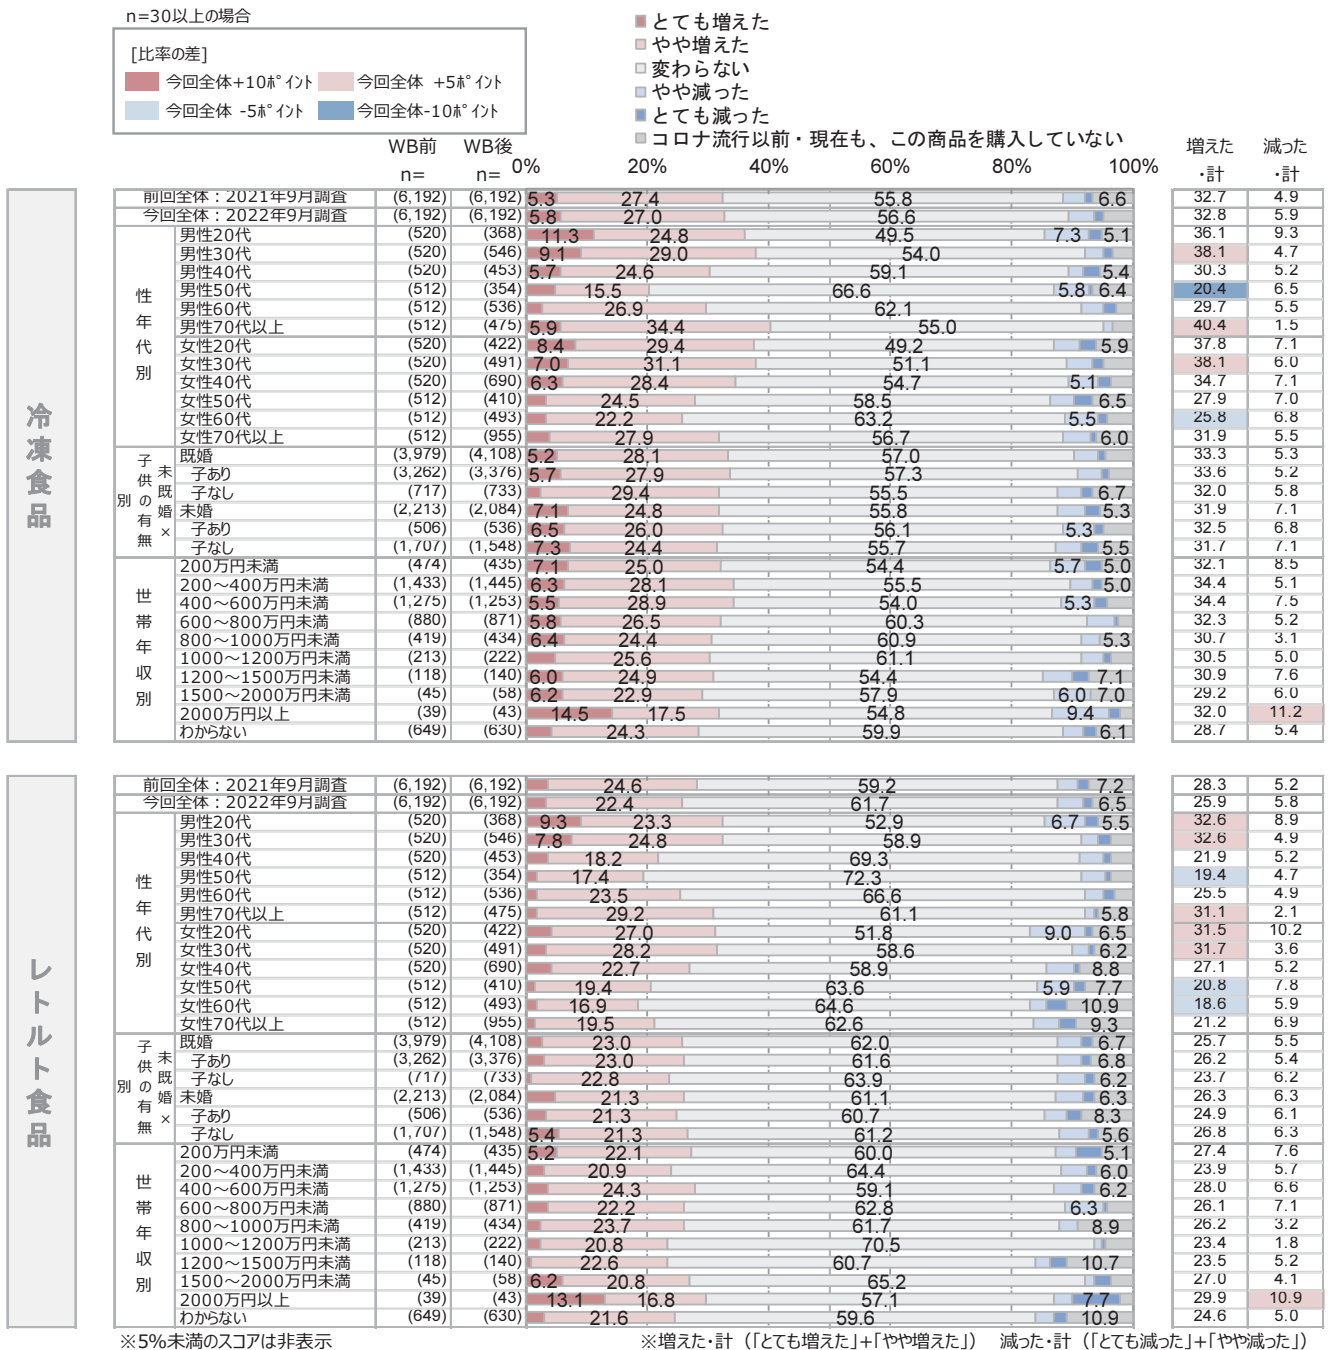 n=30以上の場合
[比率の差]
今回全体+10ﾎﾟｲﾝﾄ 今回全体 +5ﾎﾟｲﾝﾄ
今回全体 -5ﾎﾟｲﾝﾄ 今回全体-10ﾎﾟｲﾝﾄ
とても増えた
やや増えた
変わらない
やや減った
とても減った
コロナ流行以前・現在も、この商品を購入していない
WB前 WB後 増えた 減った
n= n= 0% 20% 40% 60% 80% 100% ・計 ・計
冷凍食品
前回全体：2021年9月調査 (6,192) (6,192) 5.3 27.4 55.8 6.6 32.7 4.9
今回全体：2022年9月調査 (6,192) (6,192) 5.8 27.0 56.6 32.8 5.9
性年代別
男性20代 (520) (368) 11.3 24.8 49.5 7.3 5.1 36.1 9.3
男性30代 (520) (546) 9.1 29.0 54.0 38.1 4.7
男性40代 (520) (453) 5.7 24.6 59.1 5.4 30.3 5.2
男性50代 (512) (354) 15.5 66.6 5.8 6.4 20.4 6.5
男性60代 (512) (536) 26.9 62.1 29.7 5.5
男性70代以上 (512) (475) 5.9 34.4 55.0 40.4 1.5
女性20代 (520) (422) 8.4 29.4 49.2 5.9 37.8 7.1
女性30代 (520) (491) 7.0 31.1 51.1 38.1 6.0
女性40代 (520) (690) 6.3 28.4 54.7 5.1 34.7 7.1
女性50代 (512) (410) 24.5 58.5 6.5 27.9 7.0
女性60代 (512) (493) 22.2 63.2 5.5 25.8 6.8
女性70代以上 (512) (955) 27.9 56.7 6.0 31.9 5.5
未既婚×子供の有無別
既婚 (3,979) (4,108) 5.2 28.1 57.0 33.3 5.3
子あり (3,262) (3,376) 5.7 27.9 57.3 33.6 5.2
子なし (717) (733) 29.4 55.5 6.7 32.0 5.8
未婚 (2,213) (2,084) 7.1 24.8 55.8 5.3 31.9 7.1
子あり (506) (536) 6.5 26.0 56.1 5.3 32.5 6.8
子なし (1,707) (1,548) 7.3 24.4 55.7 5.5 31.7 7.1
世帯年収別
200万円未満 (474) (435) 7.1 25.0 54.4 5.7 5.0 32.1 8.5
200～400万円未満 (1,433) (1,445) 6.3 28.1 55.5 5.0 34.4 5.1
400～600万円未満 (1,275) (1,253) 5.5 28.9 54.0 5.3 34.4 7.5
600～800万円未満 (880) (871) 5.8 26.5 60.3 32.3 5.2
800～1000万円未満 (419) (434) 6.4 24.4 60.9 5.3 30.7 3.1
1000～1200万円未満 (213) (222) 25.6 61.1 30.5 5.0
1200～1500万円未満 (118) (140) 6.0 24.9 54.4 7.1 30.9 7.6
1500～2000万円未満 (45) (58) 6.2 22.9 57.9 6.0 7.0 29.2 6.0
2000万円以上 (39) (43) 14.5 17.5 54.8 9.4 32.0 11.2
わからない (649) (630) 24.3 59.9 6.1 28.7 5.4
レトルト食品
前回全体：2021年9月調査 (6,192) (6,192) 24.6 59.2 7.2 28.3 5.2
今回全体：2022年9月調査 (6,192) (6,192) 22.4 61.7 6.5 25.9 5.8
性年代別
男性20代 (520) (368) 9.3 23.3 52.9 6.7 5.5 32.6 8.9
男性30代 (520) (546) 7.8 24.8 58.9 32.6 4.9
男性40代 (520) (453) 18.2 69.3 21.9 5.2
男性50代 (512) (354) 17.4 72.3 19.4 4.7
男性60代 (512) (536) 23.5 66.6 25.5 4.9
男性70代以上 (512) (475) 29.2 61.1 5.8 31.1 2.1
女性20代 (520) (422) 27.0 51.8 9.0 6.5 31.5 10.2
女性30代 (520) (491) 28.2 58.6 6.2 31.7 3.6
女性40代 (520) (690) 22.7 58.9 8.8 27.1 5.2
女性50代 (512) (410) 19.4 63.6 5.9 7.7 20.8 7.8
女性60代 (512) (493) 16.9 64.6 10.9 18.6 5.9
女性70代以上 (512) (955) 19.5 62.6 9.3 21.2 6.9
未既婚×子供の有無別
既婚 (3,979) (4,108) 23.0 62.0 6.7 25.7 5.5
子あり (3,262) (3,376) 23.0 61.6 6.8 26.2 5.4
子なし (717) (733) 22.8 63.9 6.2 23.7 6.2
未婚 (2,213) (2,084) 21.3 61.1 6.3 26.3 6.3
子あり (506) (536) 21.3 60.7 8.3 24.9 6.1
子なし (1,707) (1,548) 5.4 21.3 61.2 5.6 26.8 6.3
世帯年収別
200万円未満 (474) (435) 5.2 22.1 60.0 5.1 27.4 7.6
200～400万円未満 (1,433) (1,445) 20.9 64.4 6.0 23.9 5.7
400～600万円未満 (1,275) (1,253) 24.3 59.1 6.2 28.0 6.6
600～800万円未満 (880) (871) 22.2 62.8 6.3 26.1 7.1
800～1000万円未満 (419) (434) 23.7 61.7 8.9 26.2 3.2
1000～1200万円未満 (213) (222) 20.8 70.5 23.4 1.8
1200～1500万円未満 (118) (140) 22.6 60.7 10.7 23.5 5.2
1500～2000万円未満 (45) (58) 6.2 20.8 65.2 27.0 4.1
2000万円以上 (39) (43) 13.1 16.8 57.1 7.7 29.9 10.9
わからない (649) (630) 21.6 59.6 10.9 24.6 5.0
※5%未満のスコアは非表示 ※増えた・計（｢とても増えた｣+｢やや増えた｣） 減った・計（｢とても減った｣+｢やや減った｣）